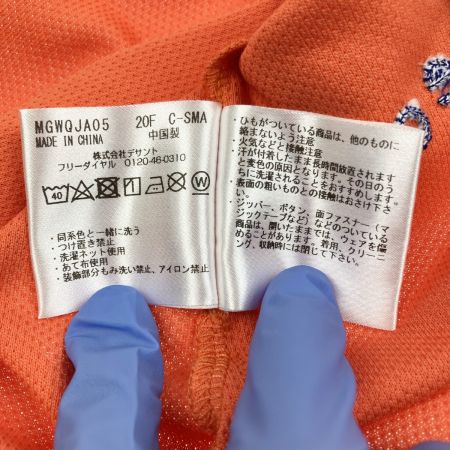 MGWQJA05 20F C-SMA
MADE IN CHINA 中国製
株式会社デサント
フリーダイヤル 0120-46-0310
40
・同系色と一緒に洗う
・つけ置き禁止
・洗濯ネット使用
・あて布使用
・装飾部分もみ洗い禁止、アイロン禁止
・ひもがついている商品は、他のものに
絡まないよう注意
・火気などと接触注意
・汗が付着したまま長時間放置されます
と変色の原因となります。その日のう
ちに洗濯されることをおすすめします。
・表面の粗いものとの接触はおさけ下
さい。
・ジッパー、ボタン、面ファスナー(マ
ジックテープなど)などのついている
商品は、開いたままでは、ウェアを傷
めることがあります。着用、クリーニ
ング、収納時には閉じて下さい。